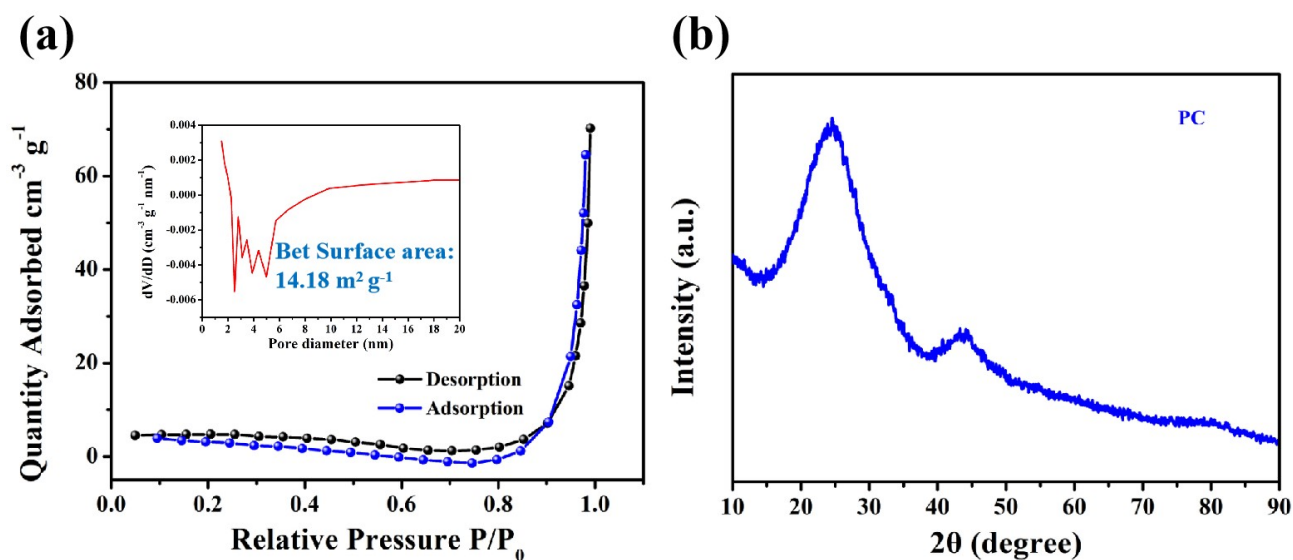 (a)
(b)
Quantity Adsorbed cm⁻³ g⁻¹
80
60
40
20
0
0.0 0.2 0.4 0.6 0.8 1.0
Relative Pressure P/P₀
Desorption
Adsorption
dV/dD (cm⁻³ g⁻¹ nm⁻¹)
0.004
0.002
0.000
-0.002
-0.004
-0.006
0 2 4 6 8 10 12 14 16 18 20
Pore diameter (nm)
Bet Surface area:
14.18 m² g⁻¹
Intensity (a.u.)
PC
10 20 30 40 50 60 70 80 90
2θ (degree)